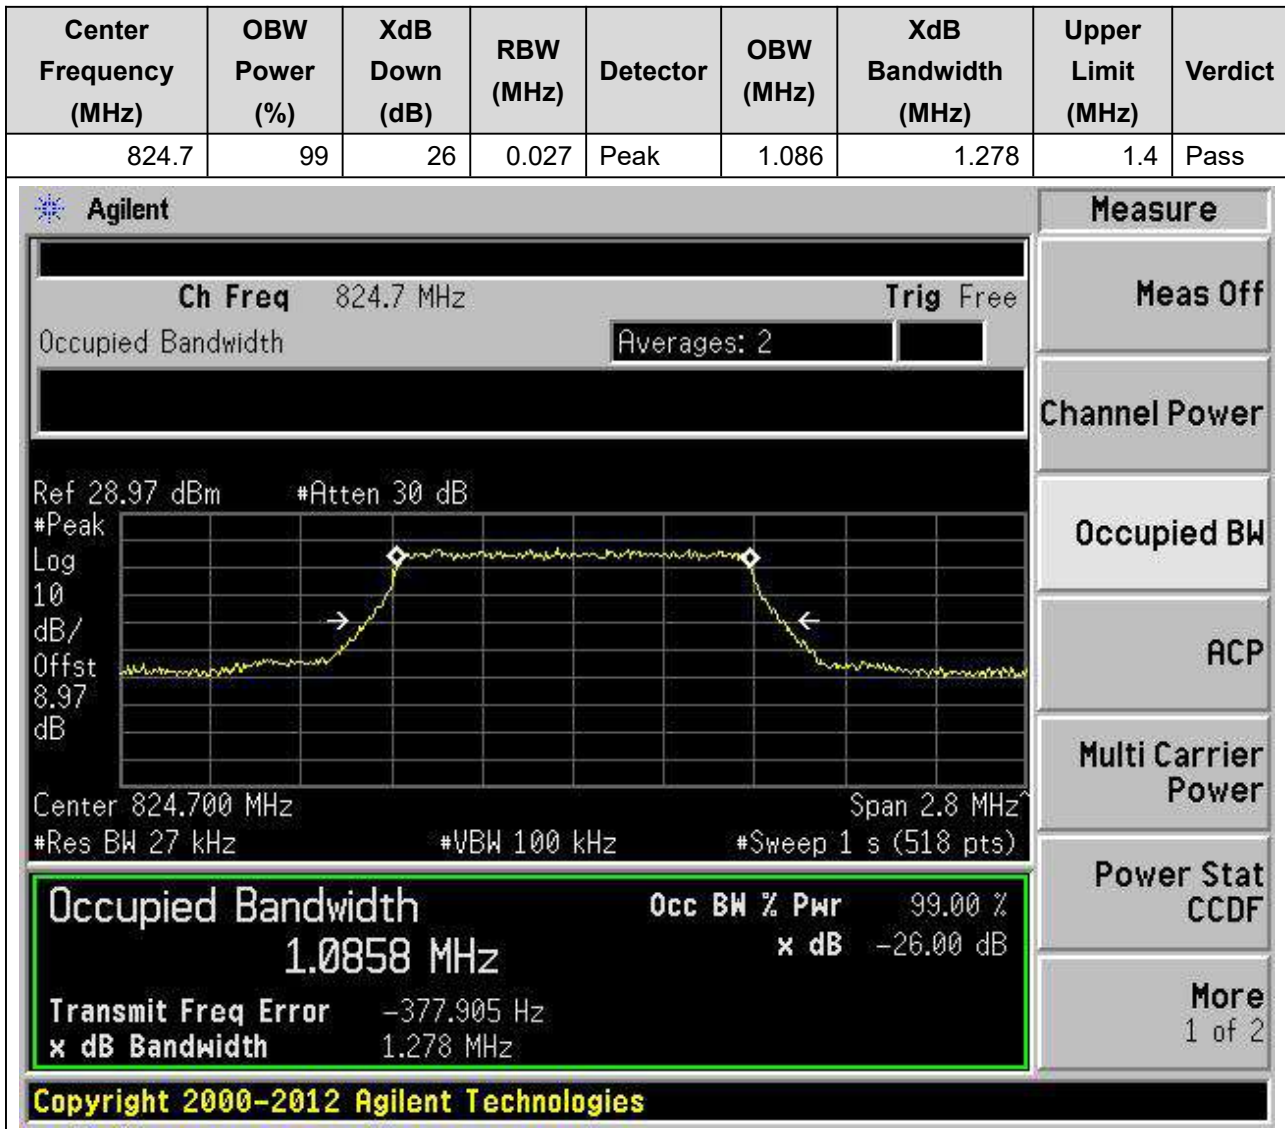 Center Frequency (MHz) OBW Power (%) XdB Down (dB) RBW (MHz) Detector OBW (MHz) XdB Bandwidth (MHz) Upper Limit (MHz) Verdict
824.7 99 26 0.027 Peak 1.086 1.278 1.4 Pass
Agilent
Measure
Ch Freq 824.7 MHz Trig Free
Occupied Bandwidth Averages: 2
Meas Off
Channel Power
Occupied BW
ACP
Multi Carrier
Power
Power Stat
CCDF
More
1 of 2
Ref 28.97 dBm #Atten 30 dB
#Peak
Log
10
dB/
Offst
8.97
dB
Center 824.700 MHz Span 2.8 MHz^
#Res BW 27 kHz #VBW 100 kHz #Sweep 1 s (518 pts)
Occupied Bandwidth Occ BW % Pwr 99.00 %
1.0858 MHz x dB -26.00 dB
Transmit Freq Error -377.905 Hz
x dB Bandwidth 1.278 MHz
Copyright 2000-2012 Agilent Technologies